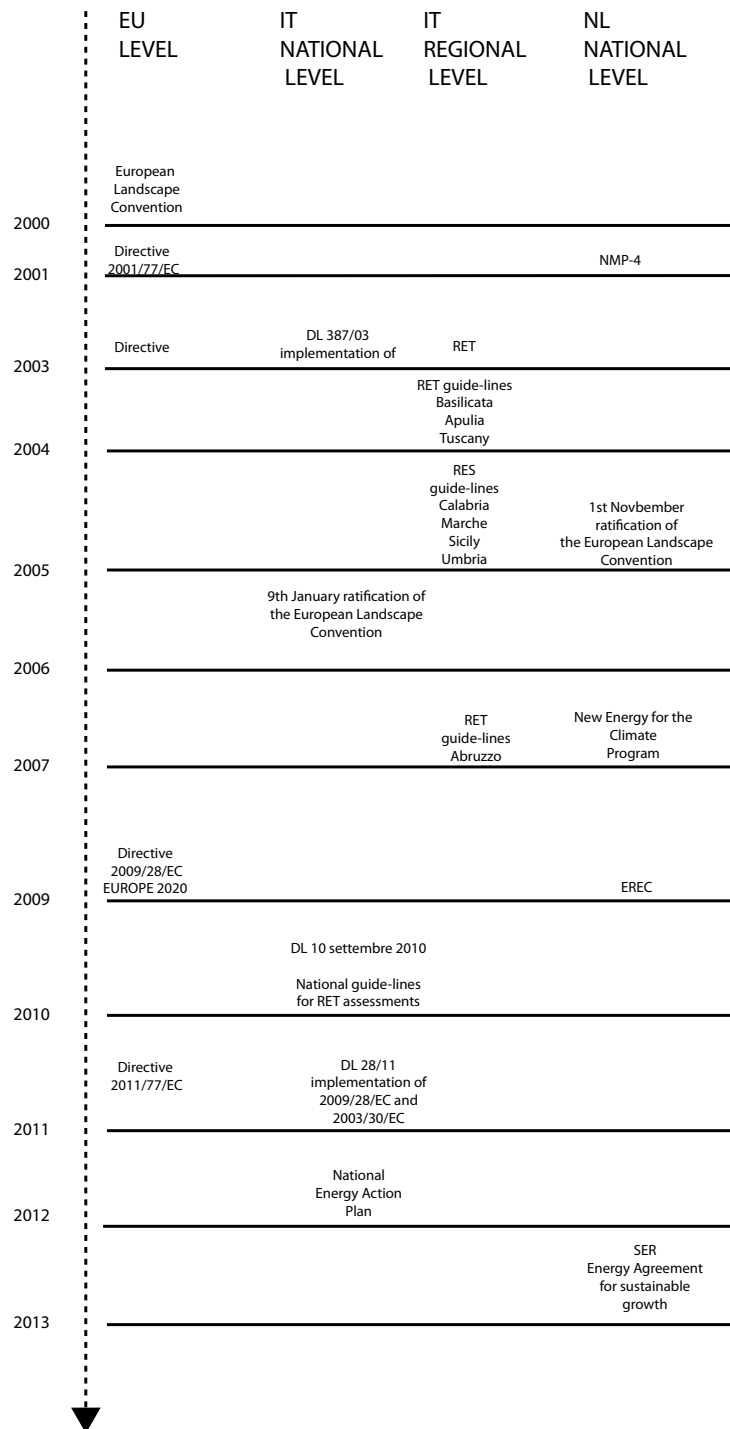 EU
LEVEL
IT
NATIONAL
LEVEL
IT
REGIONAL
LEVEL
NL
NATIONAL
LEVEL
European
Landscape
Convention
2000
Directive
2001/77/EC
NMP-4
2001
Directive
DL 387/03
implementation of
RET
2003
RET guide-lines
Basilicata
Apulia
Tuscany
2004
RES
guide-lines
Calabria
Marche
Sicily
Umbria
1st Novbember
ratification of
the European Landscape
Convention
2005
9th January ratification of
the European Landscape
Convention
2006
RET
guide-lines
Abruzzo
New Energy for the
Climate
Program
2007
Directive
2009/28/EC
EUROPE 2020
EREC
2009
DL 10 settembre 2010
National guide-lines
for RET assessments
2010
Directive
2011/77/EC
DL 28/11
implementation of
2009/28/EC and
2003/30/EC
2011
National
Energy Action
Plan
2012
SER
Energy Agreement
for sustainable
growth
2013